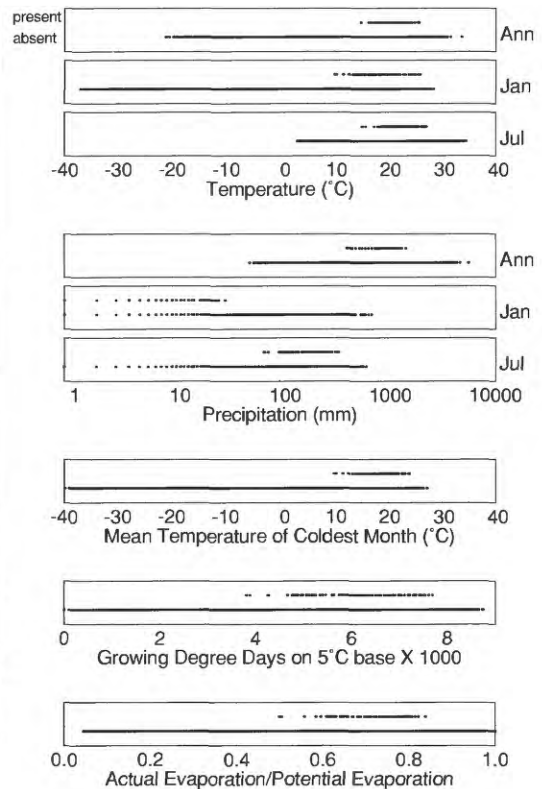 present
absent
Ann
Jan
Jul
-40 -30 -20 -10 0 10 20 30 40
Temperature (˚C)
Ann
Jan
Jul
1 10 100 1000 10000
Precipitation (mm)
-40 -30 -20 -10 0 10 20 30 40
Mean Temperature of Coldest Month (˚C)
0 2 4 6 8
Growing Degree Days on 5˚C base X 1000
0.0 0.2 0.4 0.6 0.8 1.0
Actual Evaporation/Potential Evaporation